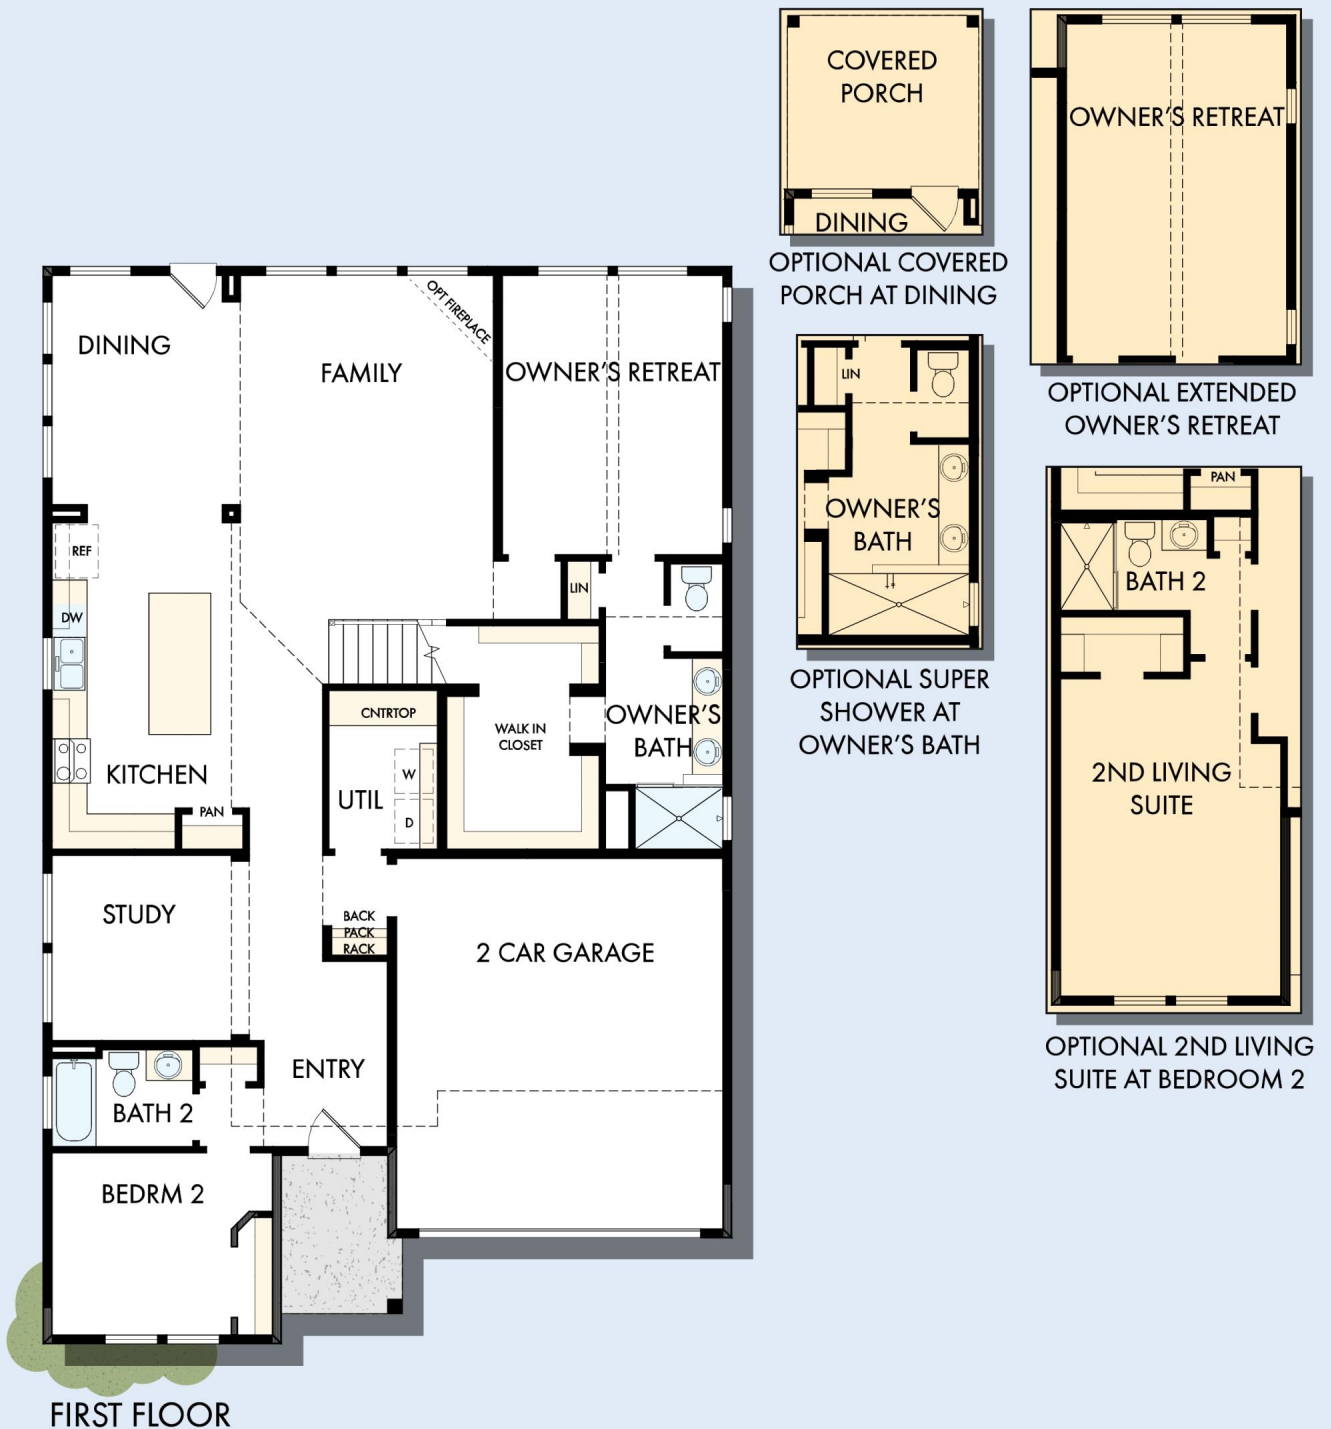 COVERED
PORCH
DINING
OPTIONAL COVERED
PORCH AT DINING
OWNER'S RETREAT
OPTIONAL EXTENDED
OWNER'S RETREAT
LIN
OWNER'S
BATH
OPTIONAL SUPER
SHOWER AT
OWNER'S BATH
PAN
BATH 2
2ND LIVING
SUITE
OPTIONAL 2ND LIVING
SUITE AT BEDROOM 2
DINING
FAMILY
OPT FIREPLACE
OWNER'S RETREAT
REF
DW
LIN
KITCHEN
PAN
CNTRTOP
UTIL
W
D
WALK IN
CLOSET
OWNER'S
BATH
STUDY
BACK
PACK
RACK
2 CAR GARAGE
ENTRY
BATH 2
BEDRM 2
FIRST FLOOR